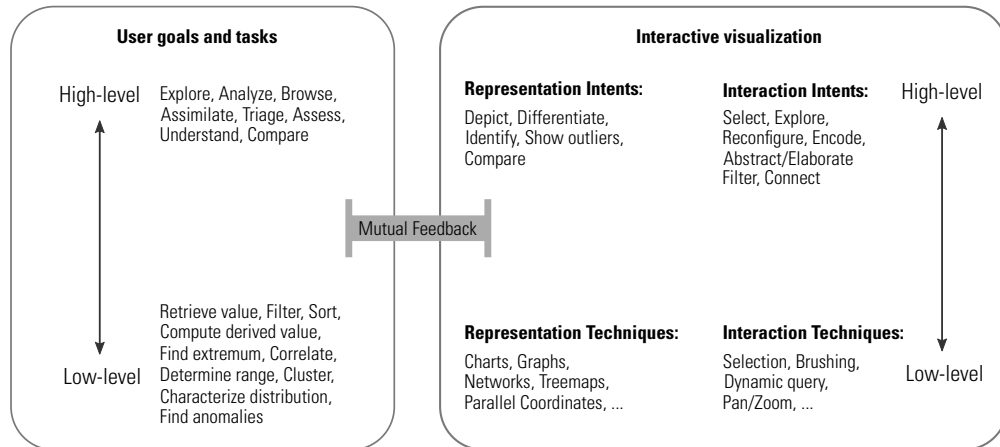 User goals and tasks
High-level
Explore, Analyze, Browse,
Assimilate, Triage, Assess,
Understand, Compare
Retrieve value, Filter, Sort,
Compute derived value,
Find extremum, Correlate,
Determine range, Cluster,
Characterize distribution,
Find anomalies
Low-level
Mutual Feedback
Interactive visualization
Representation Intents:
Depict, Differentiate,
Identify, Show outliers,
Compare
Interaction Intents:
Select, Explore,
Reconfigure, Encode,
Abstract/Elaborate
Filter, Connect
High-level
Representation Techniques:
Charts, Graphs,
Networks, Treemaps,
Parallel Coordinates, ...
Interaction Techniques:
Selection, Brushing,
Dynamic query,
Pan/Zoom, ...
Low-level